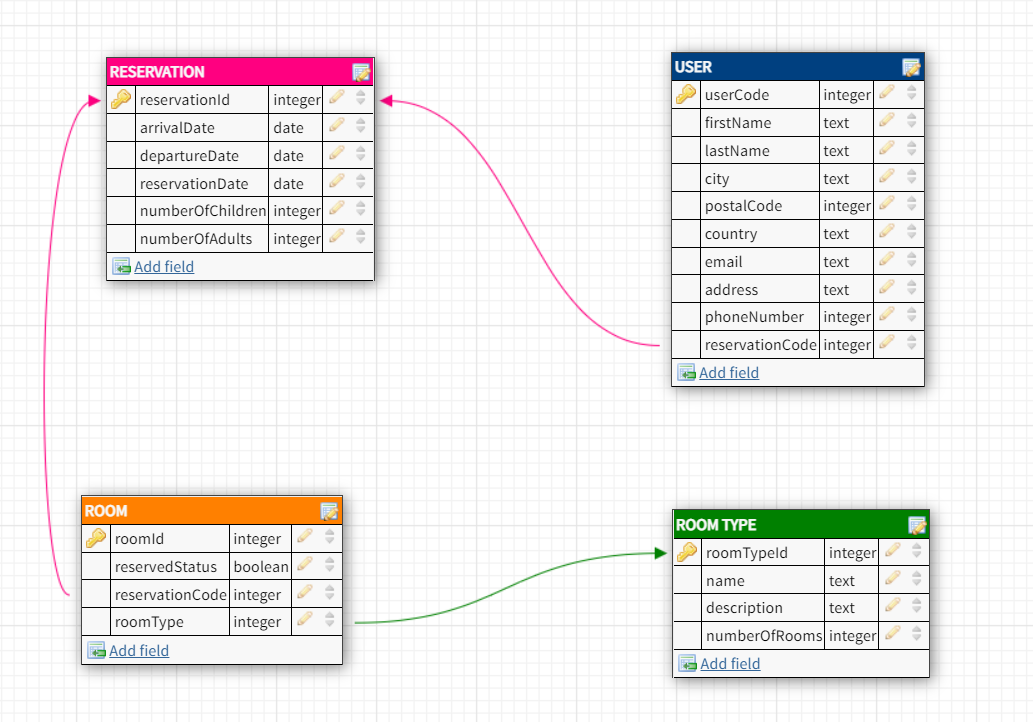 RESERVATION
reservationId integer
arrivalDate date
departureDate date
reservationDate date
numberOfChildren integer
numberOfAdults integer
Add field
USER
userCode integer
firstName text
lastName text
city text
postalCode integer
country text
email text
address text
phoneNumber integer
reservationCode integer
Add field
ROOM
roomId integer
reservedStatus boolean
reservationCode integer
roomType integer
Add field
ROOM TYPE
roomTypeId integer
name text
description text
numberOfRooms integer
Add field